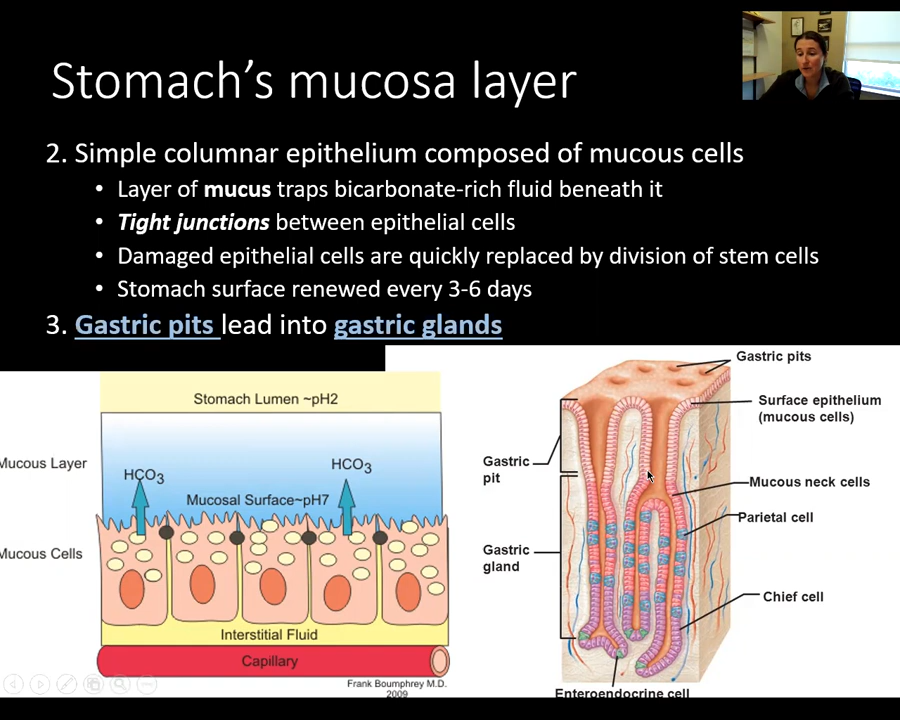 Stomach's mucosa layer
2. Simple columnar epithelium composed of mucous cells
• Layer of mucus traps bicarbonate-rich fluid beneath it
• Tight junctions between epithelial cells
• Damaged epithelial cells are quickly replaced by division of stem cells
• Stomach surface renewed every 3-6 days
3. Gastric pits lead into gastric glands
Stomach Lumen ~pH2
Mucous Layer
HCO3
HCO3
Mucosal Surface~pH7
Mucous Cells
Interstitial Fluid
Capillary
Frank Boumphrey M.D.
2009
Gastric pits
Surface epithelium
(mucous cells)
Gastric
pit
Mucous neck cells
Parietal cell
Gastric
gland
Chief cell
Enteroendocrine cell